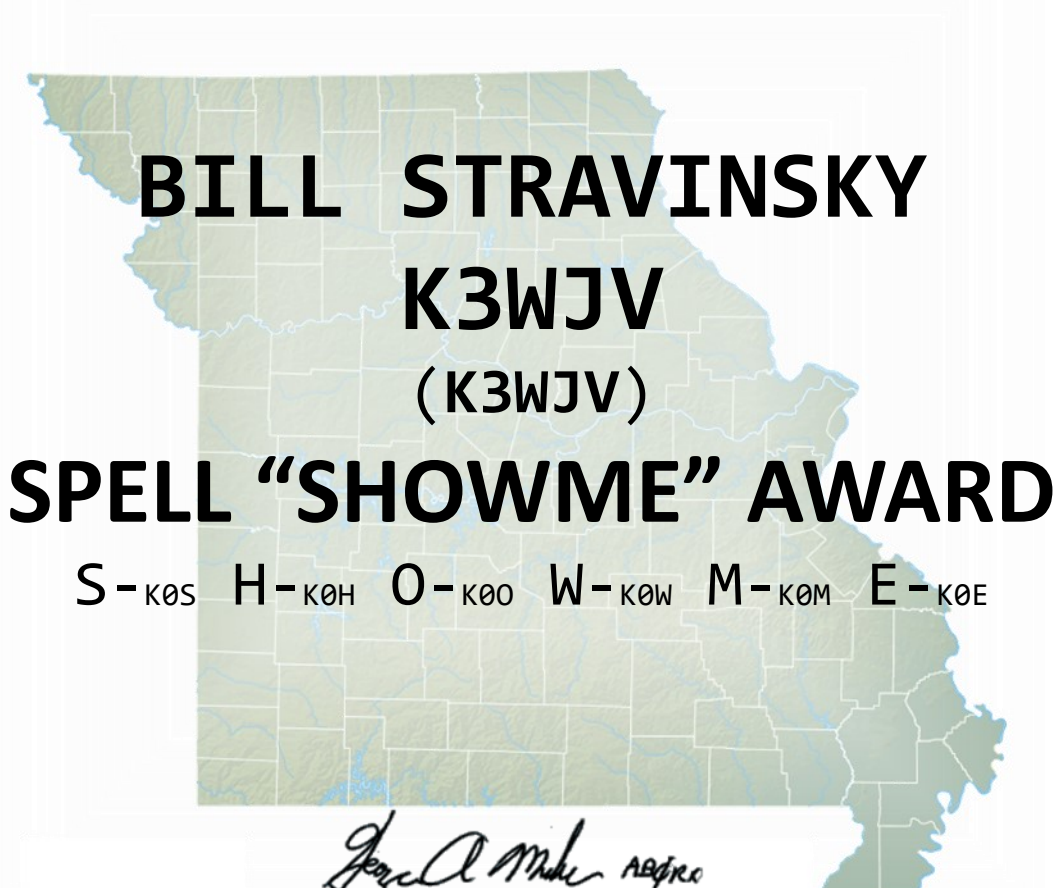 BILL STRAVINSKY
K3WJV
(K3WJV)
SPELL “SHOWME” AWARD
S-K0S H-K0H O-K0O W-K0W M-K0M E-K0E